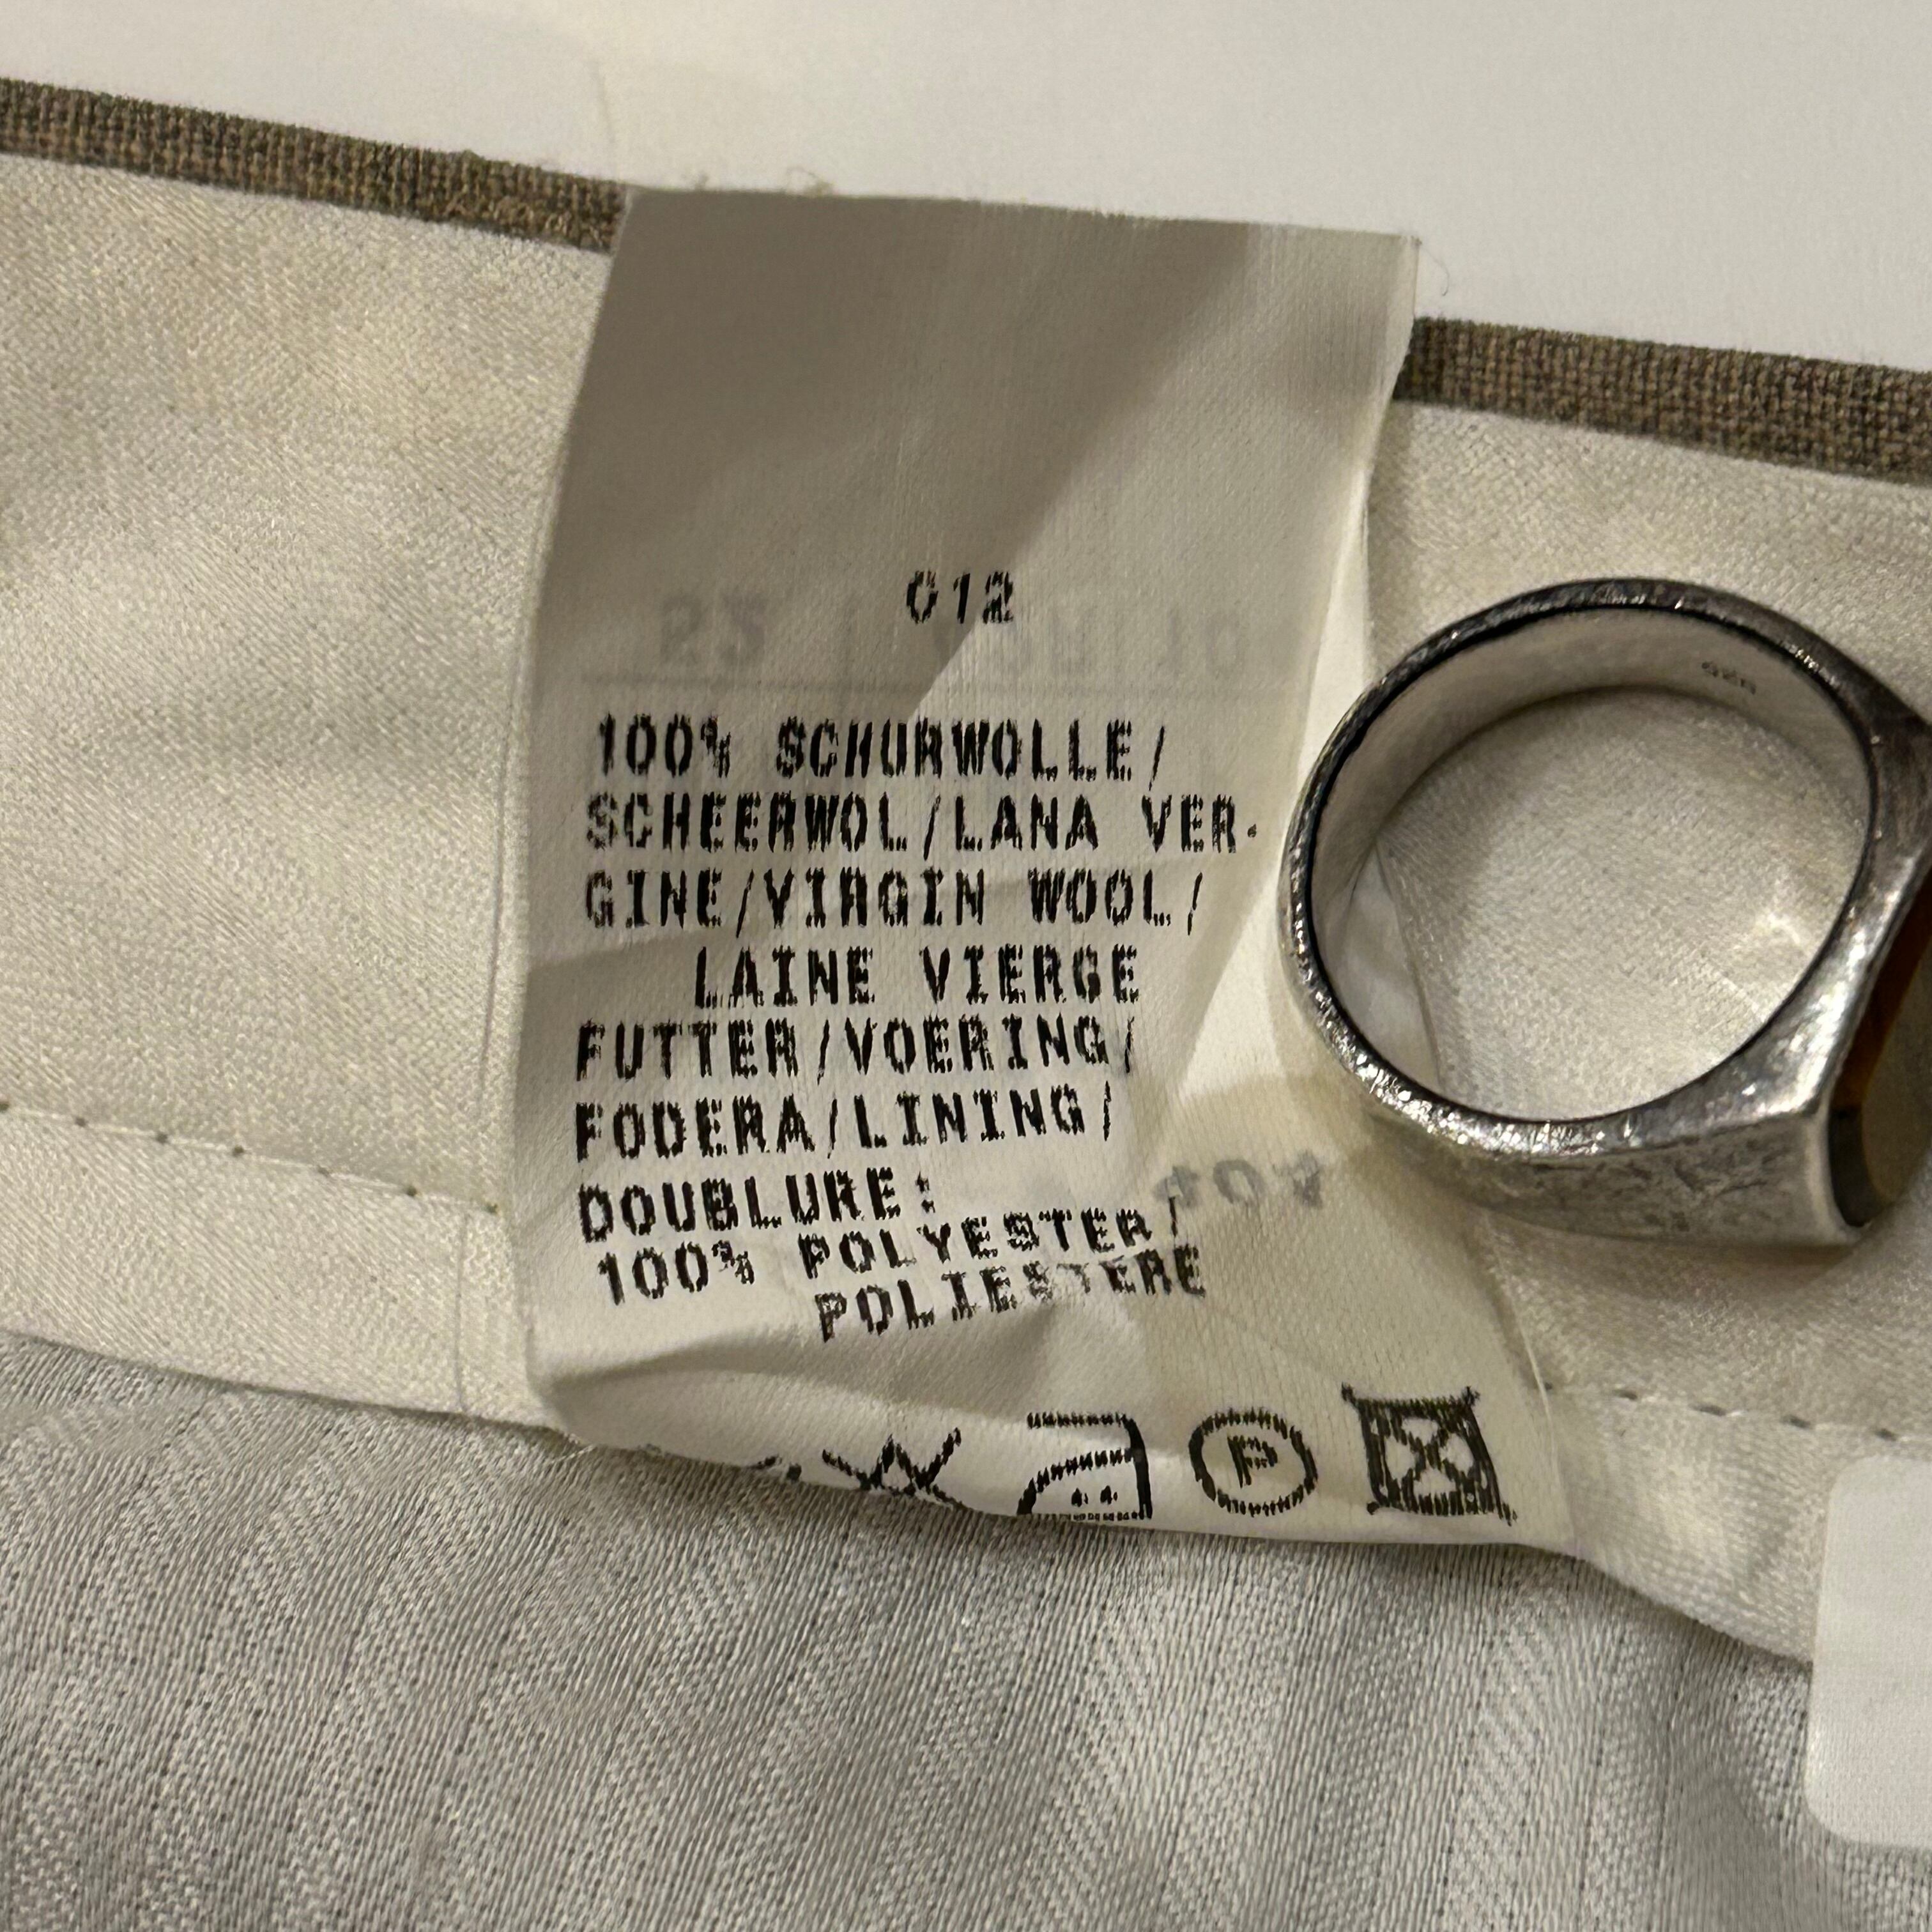 012
100% SCHURWOLLE/
SCHEERWOL/LANA VER-
GINE/VIRGIN WOOL/
LAINE VIERGE
FUTTER/VOERING/
FODERA/LINING/
DOUBLURE:
100% POLYESTER/
POLIESTERE
P